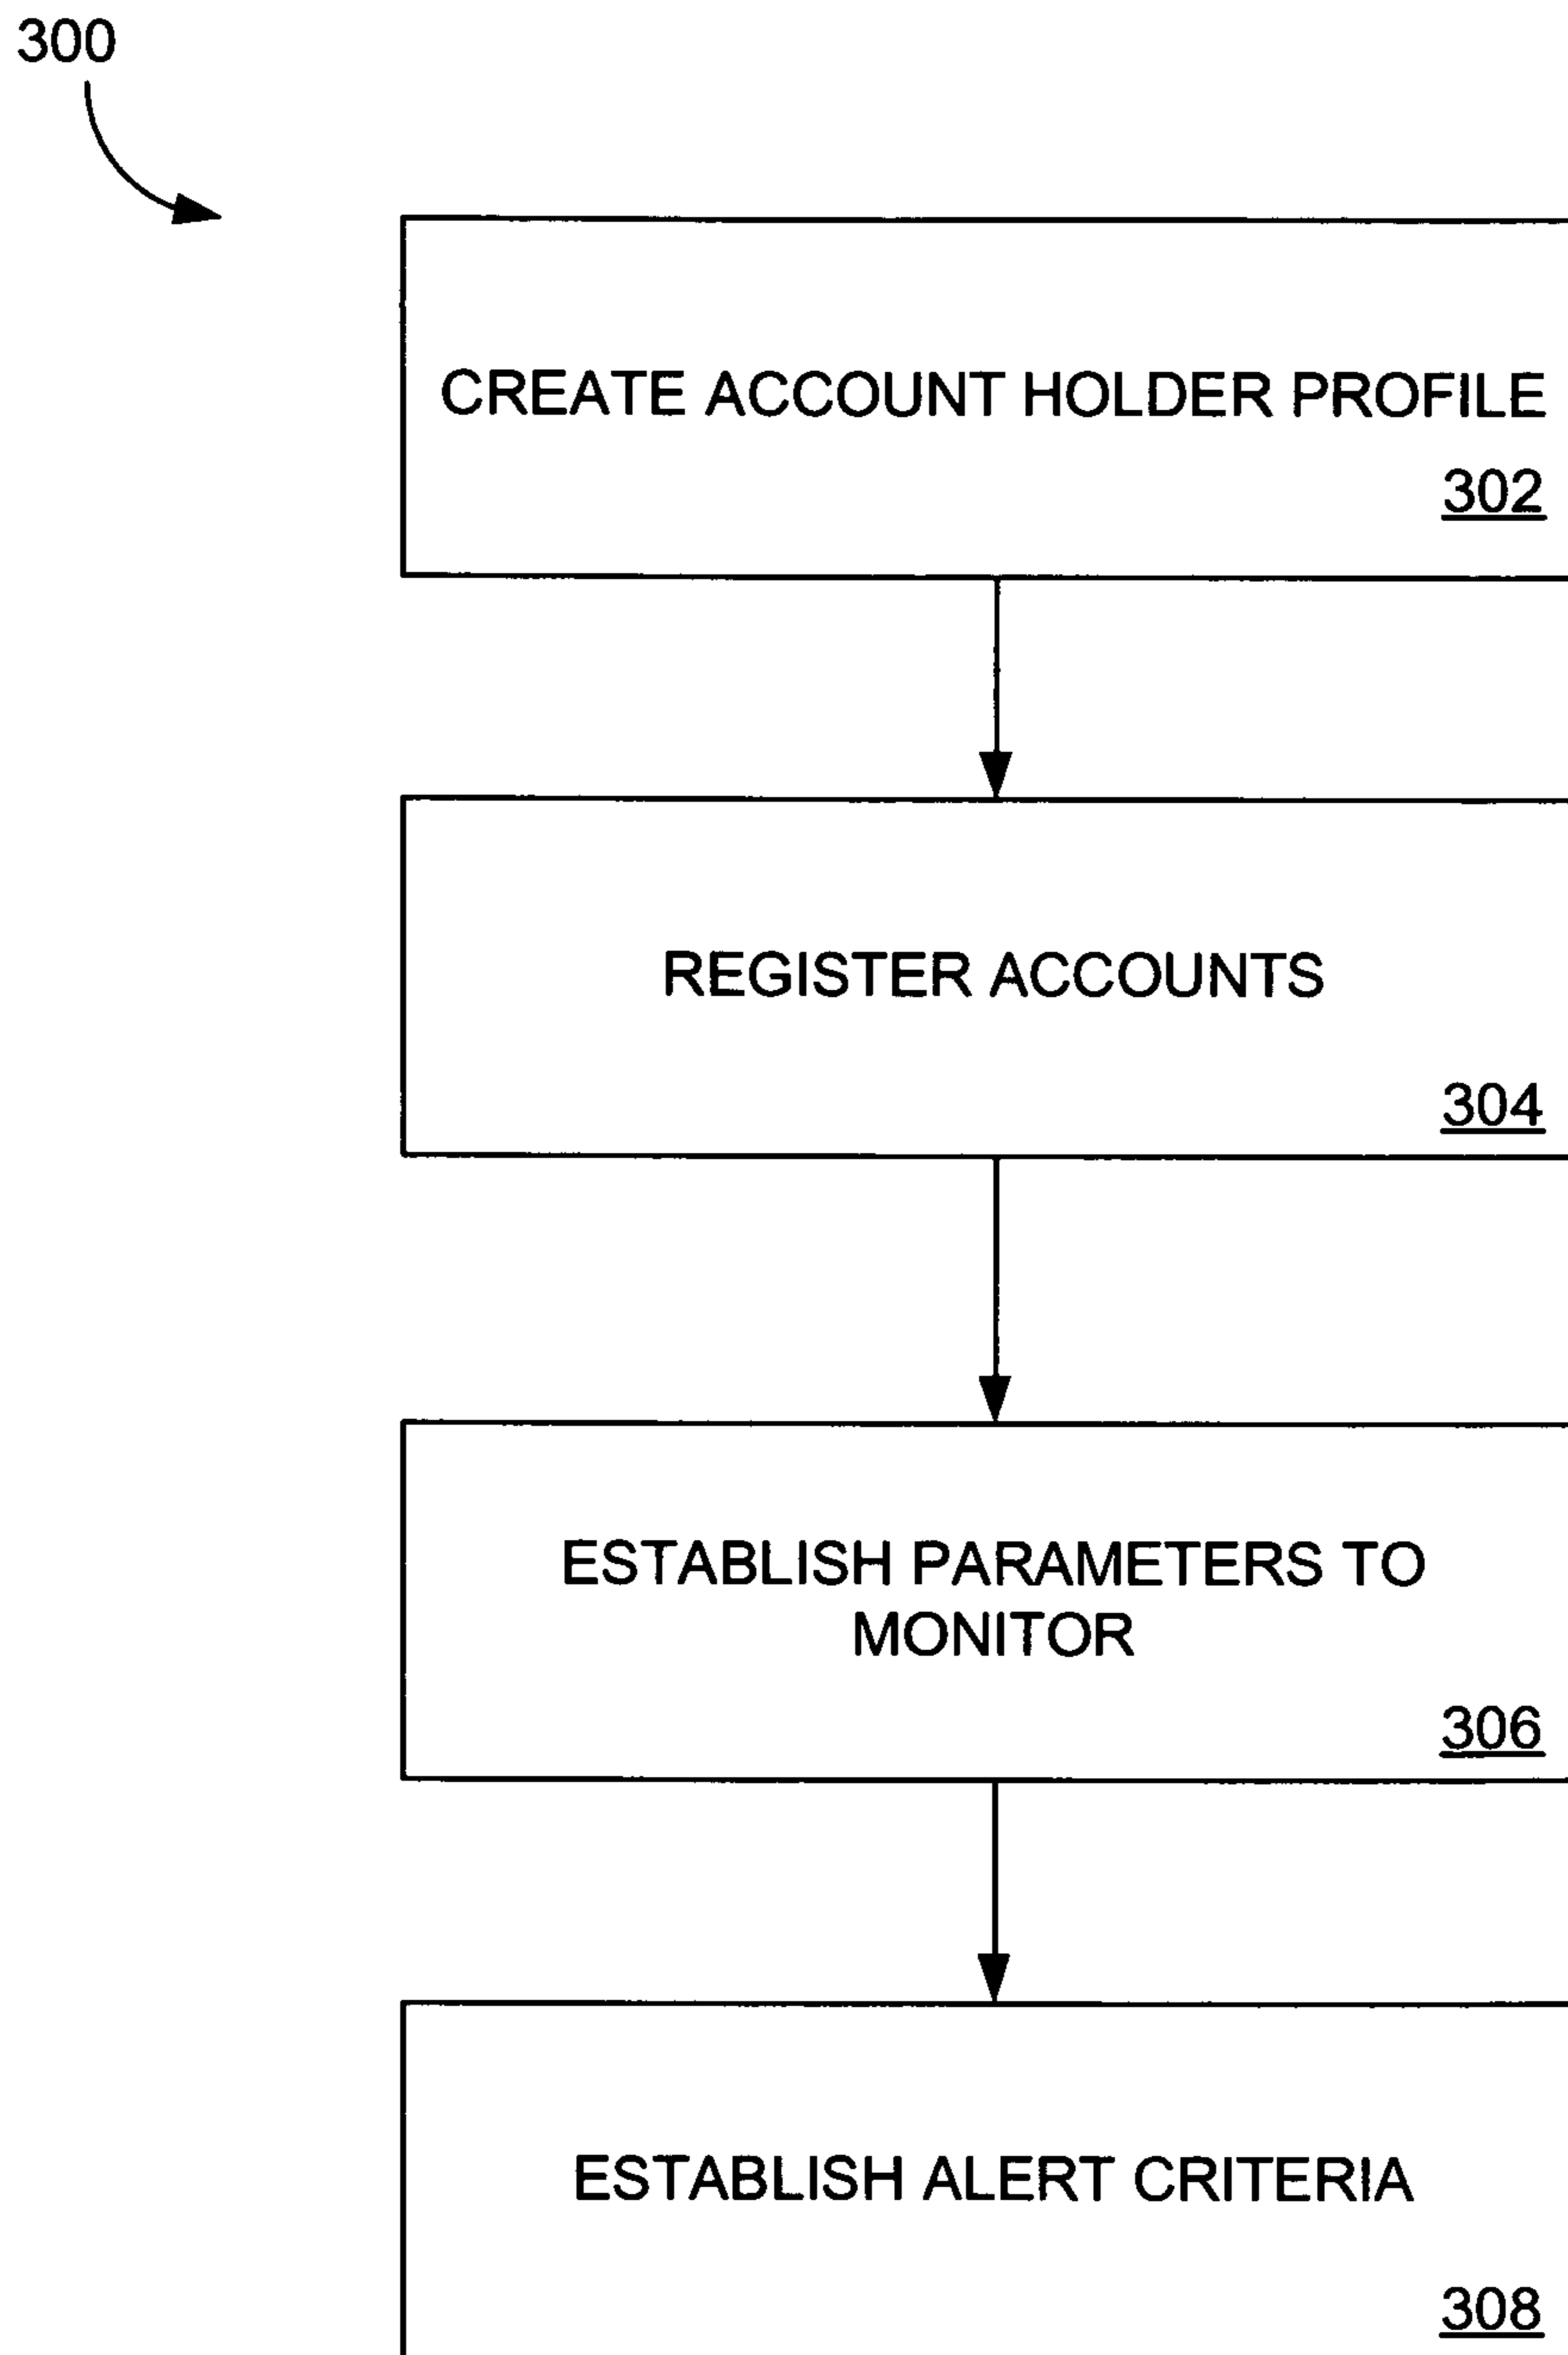 300
CREATE ACCOUNT HOLDER PROFILE
302
REGISTER ACCOUNTS
304
ESTABLISH PARAMETERS TO
MONITOR
306
ESTABLISH ALERT CRITERIA
308